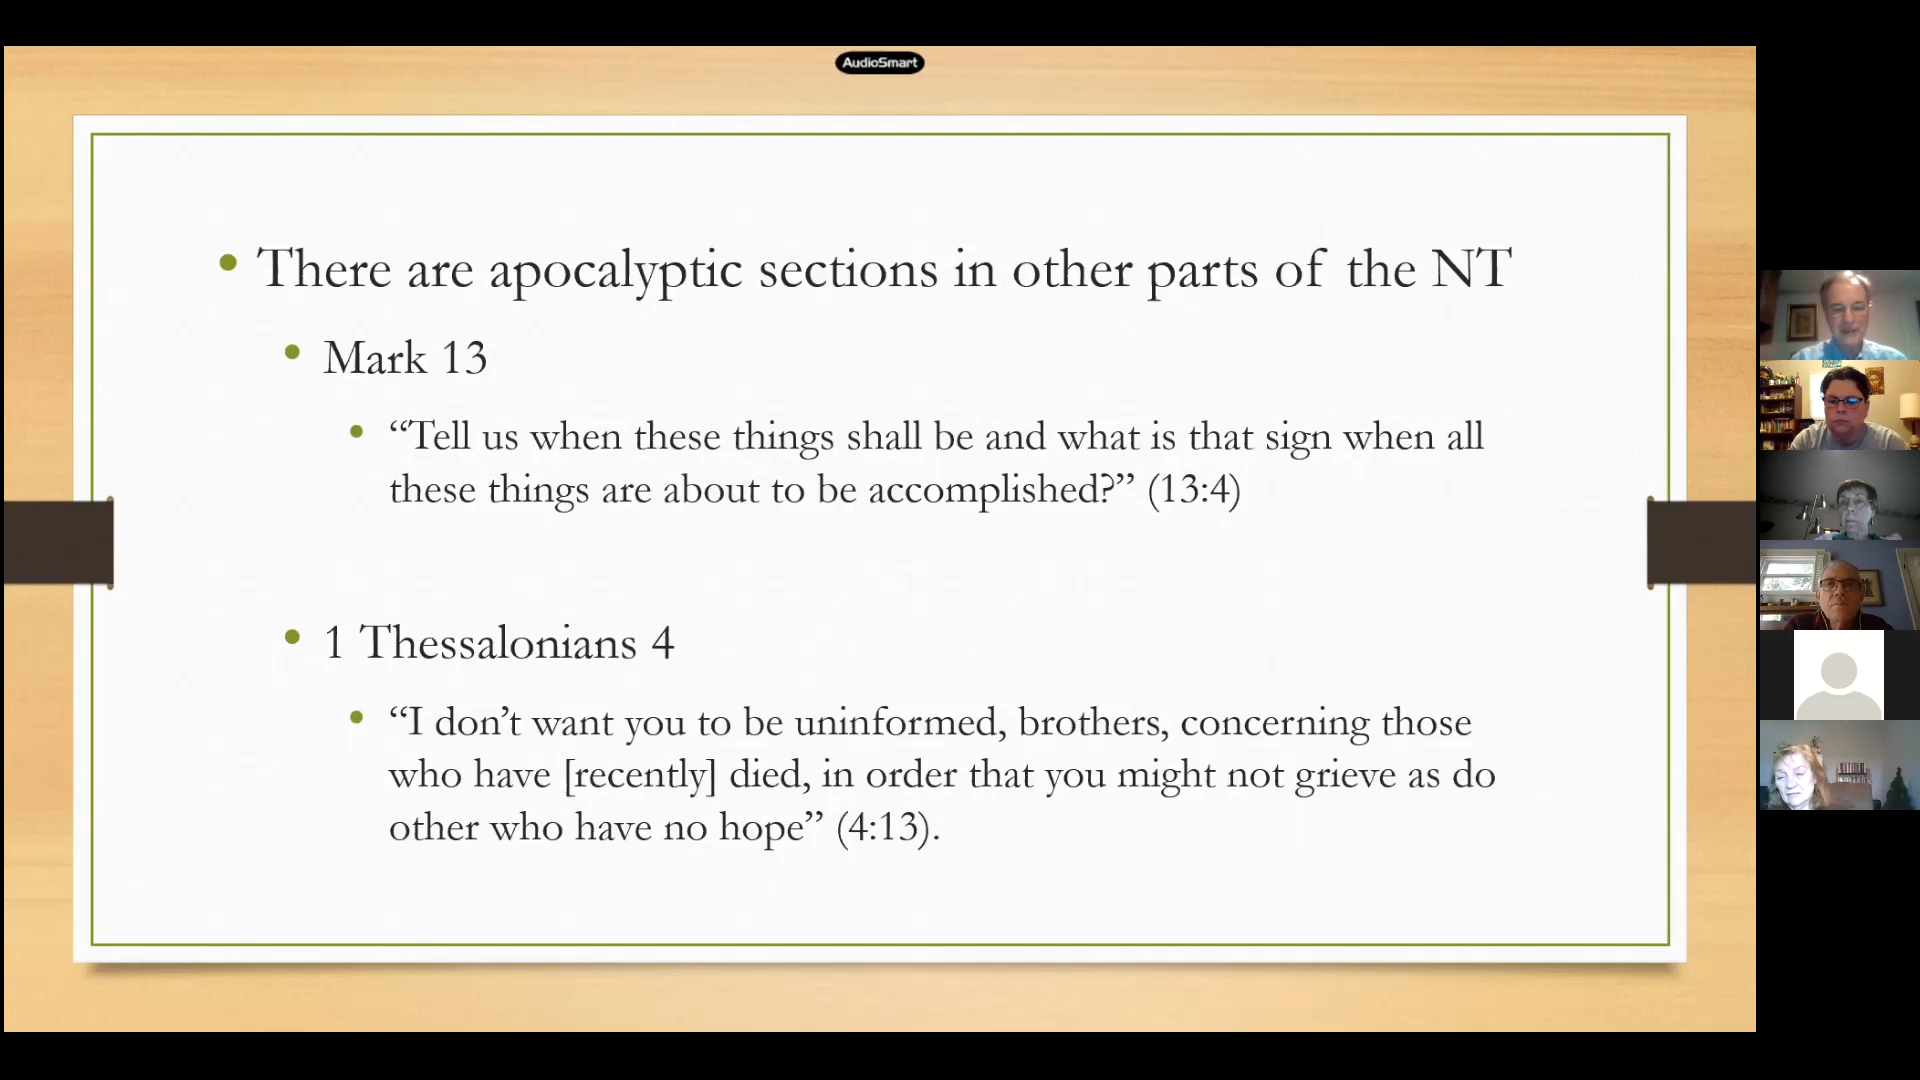 AudioSmart
• There are apocalyptic sections in other parts of the NT
• Mark 13
• “Tell us when these things shall be and what is that sign when all
these things are about to be accomplished?” (13:4)
• 1 Thessalonians 4
• “I don’t want you to be uninformed, brothers, concerning those
who have [recently] died, in order that you might not grieve as do
other who have no hope” (4:13).